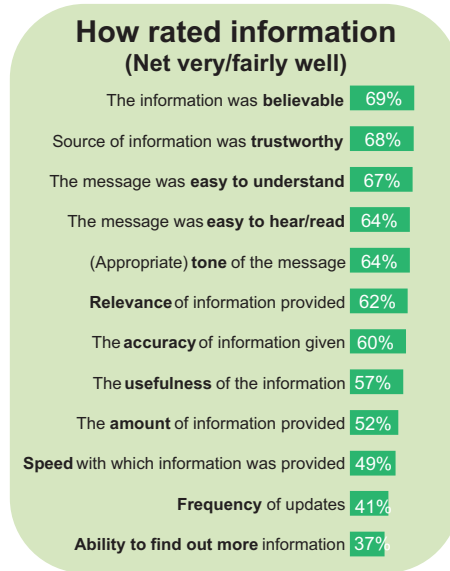 How rated information
(Net very/fairly well)
The information was believable 69%
Source of information was trustworthy 68%
The message was easy to understand 67%
The message was easy to hear/read 64%
(Appropriate) tone of the message 64%
Relevance of information provided 62%
The accuracy of information given 60%
The usefulness of the information 57%
The amount of information provided 52%
Speed with which information was provided 49%
Frequency of updates 41%
Ability to find out more information 37%